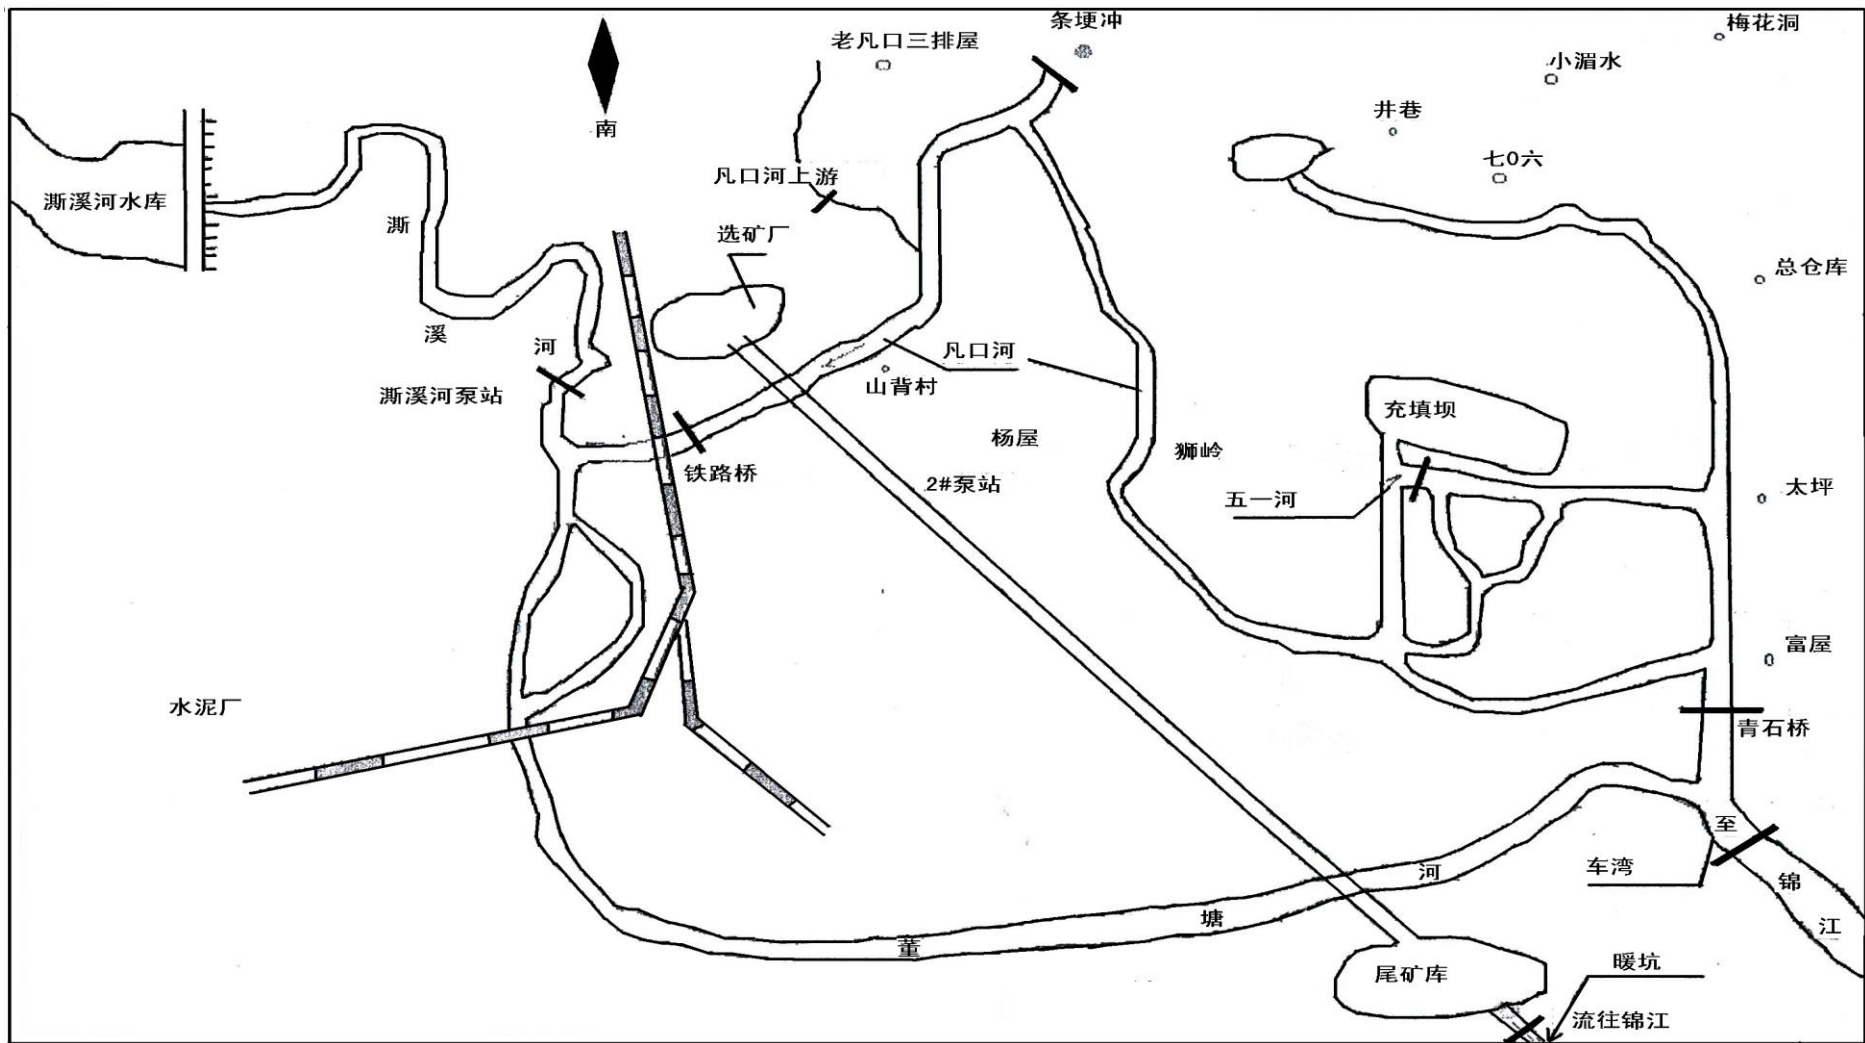 条埂冲
梅花洞
老凡口三排屋
小湄水
井巷
南
七0六
凡口河上游
澌溪河水库
澌
选矿厂
总仓库
溪
河
凡口河
澌溪河泵站
山背村
充填坝
杨屋
狮岭
铁路桥
2#泵站
五一河
太坪
富屋
水泥厂
青石桥
至
车湾
河
锦
塘
江
董
暖坑
尾矿库
流往锦江